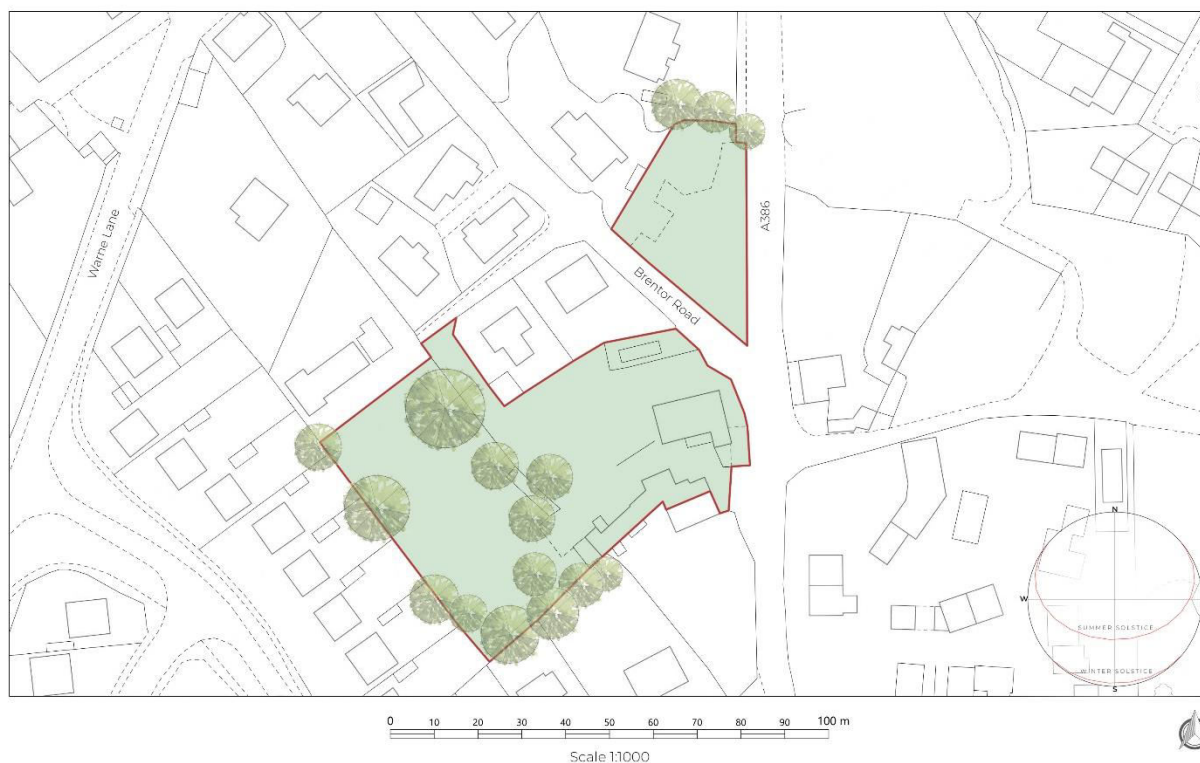 Warne Lane
A386
Brentor Road
N
W
SUMMER SOLSTICE
WINTER SOLSTICE
S
0 10 20 30 40 50 60 70 80 90 100 m
Scale 1:1000